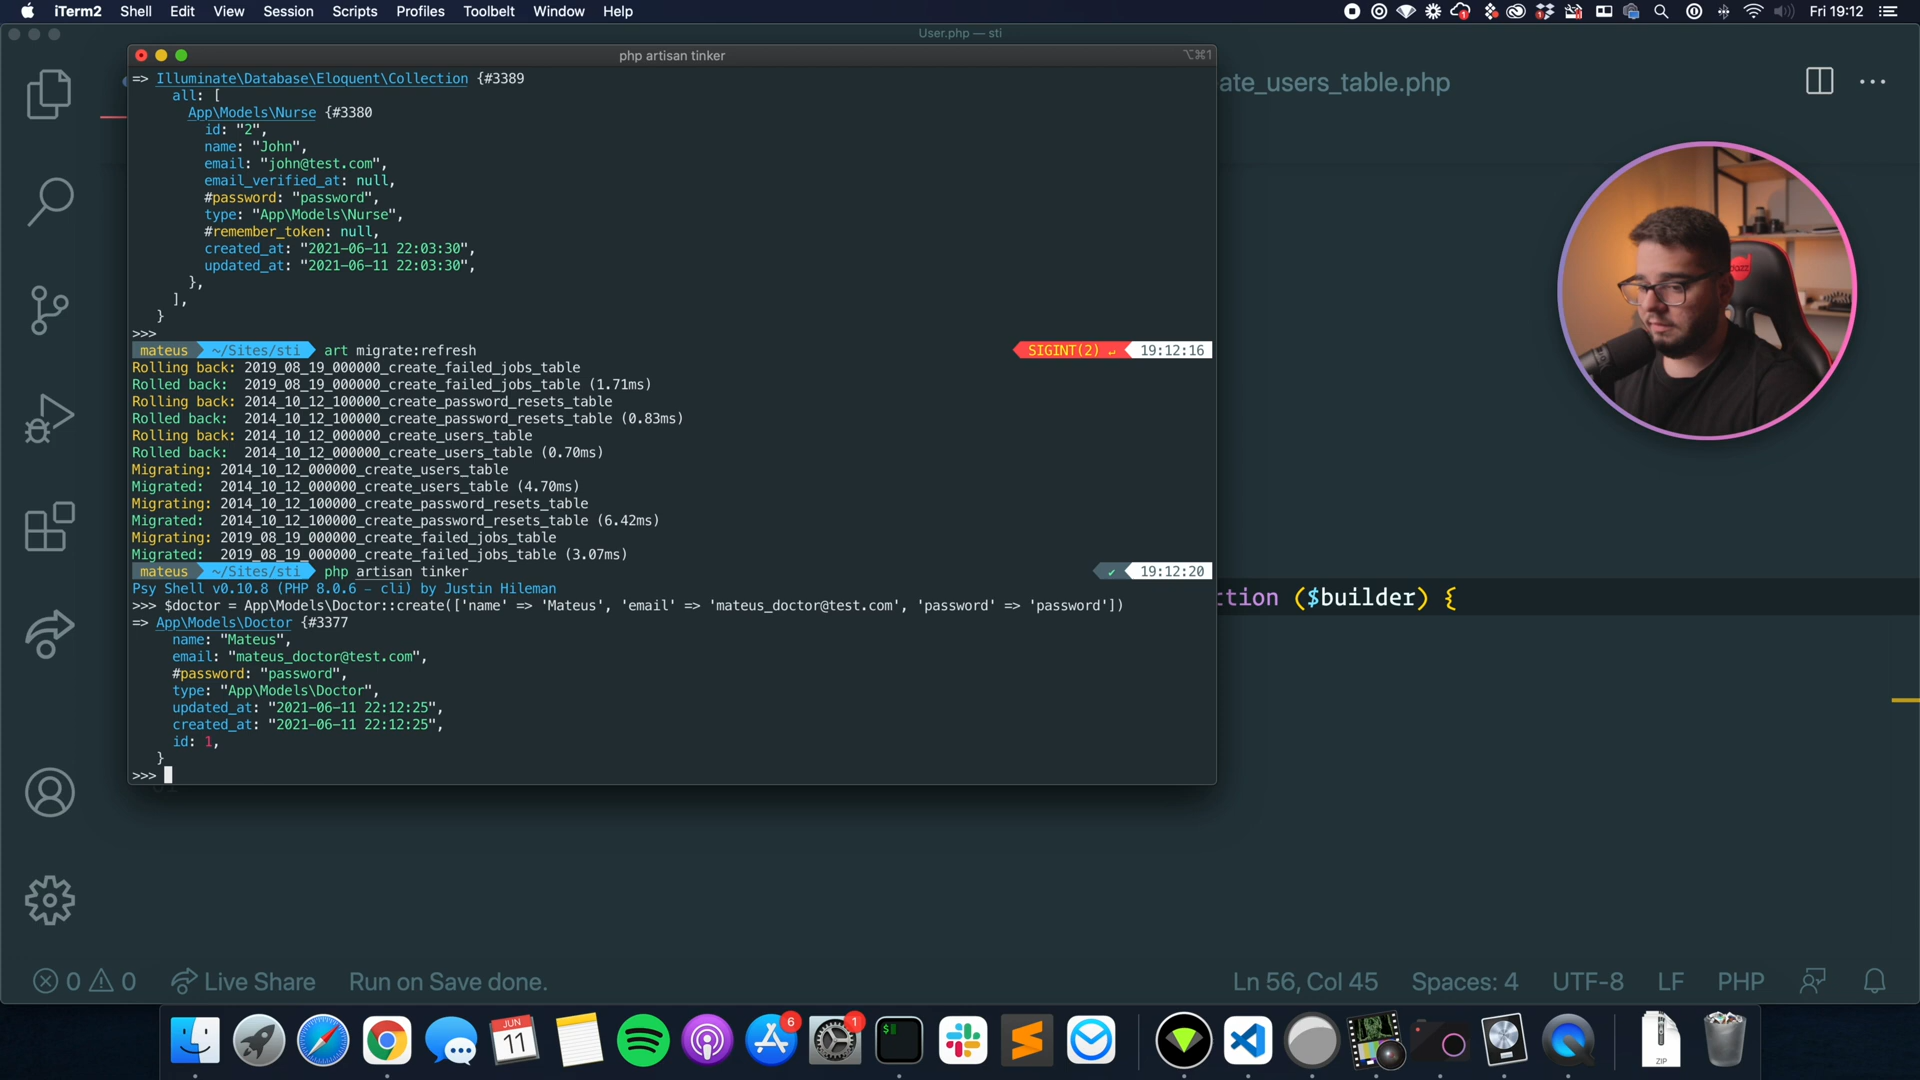 iTerm2 Shell Edit View Session Scripts Profiles Toolbelt Window Help Fri 19:12
User.php — sti
php artisan tinker ⌥⌘1
ate_users_table.php
=> Illuminate\Database\Eloquent\Collection {#3389
all: [
App\Models\Nurse {#3380
id: "2",
name: "John",
email: "john@test.com",
email_verified_at: null,
#password: "password",
type: "App\Models\Nurse",
#remember_token: null,
created_at: "2021-06-11 22:03:30",
updated_at: "2021-06-11 22:03:30",
},
],
}
>>>
mateus ~/Sites/sti art migrate:refresh SIGINT(2) ↵ 19:12:16
Rolling back: 2019_08_19_000000_create_failed_jobs_table
Rolled back: 2019_08_19_000000_create_failed_jobs_table (1.71ms)
Rolling back: 2014_10_12_100000_create_password_resets_table
Rolled back: 2014_10_12_100000_create_password_resets_table (0.83ms)
Rolling back: 2014_10_12_000000_create_users_table
Rolled back: 2014_10_12_000000_create_users_table (0.70ms)
Migrating: 2014_10_12_000000_create_users_table
Migrated: 2014_10_12_000000_create_users_table (4.70ms)
Migrating: 2014_10_12_100000_create_password_resets_table
Migrated: 2014_10_12_100000_create_password_resets_table (6.42ms)
Migrating: 2019_08_19_000000_create_failed_jobs_table
Migrated: 2019_08_19_000000_create_failed_jobs_table (3.07ms)
mateus ~/Sites/sti php artisan tinker ✓ 19:12:20
Psy Shell v0.10.8 (PHP 8.0.6 — cli) by Justin Hileman
>>> $doctor = App\Models\Doctor::create(['name' => 'Mateus', 'email' => 'mateus_doctor@test.com', 'password' => 'password'])
ction ($builder) {
=> App\Models\Doctor {#3377
name: "Mateus",
email: "mateus_doctor@test.com",
#password: "password",
type: "App\Models\Doctor",
updated_at: "2021-06-11 22:12:25",
created_at: "2021-06-11 22:12:25",
id: 1,
}
>>>
0 0 Live Share Run on Save done. Ln 56, Col 45 Spaces: 4 UTF-8 LF PHP
JUN
11
6
1
$
ZIP